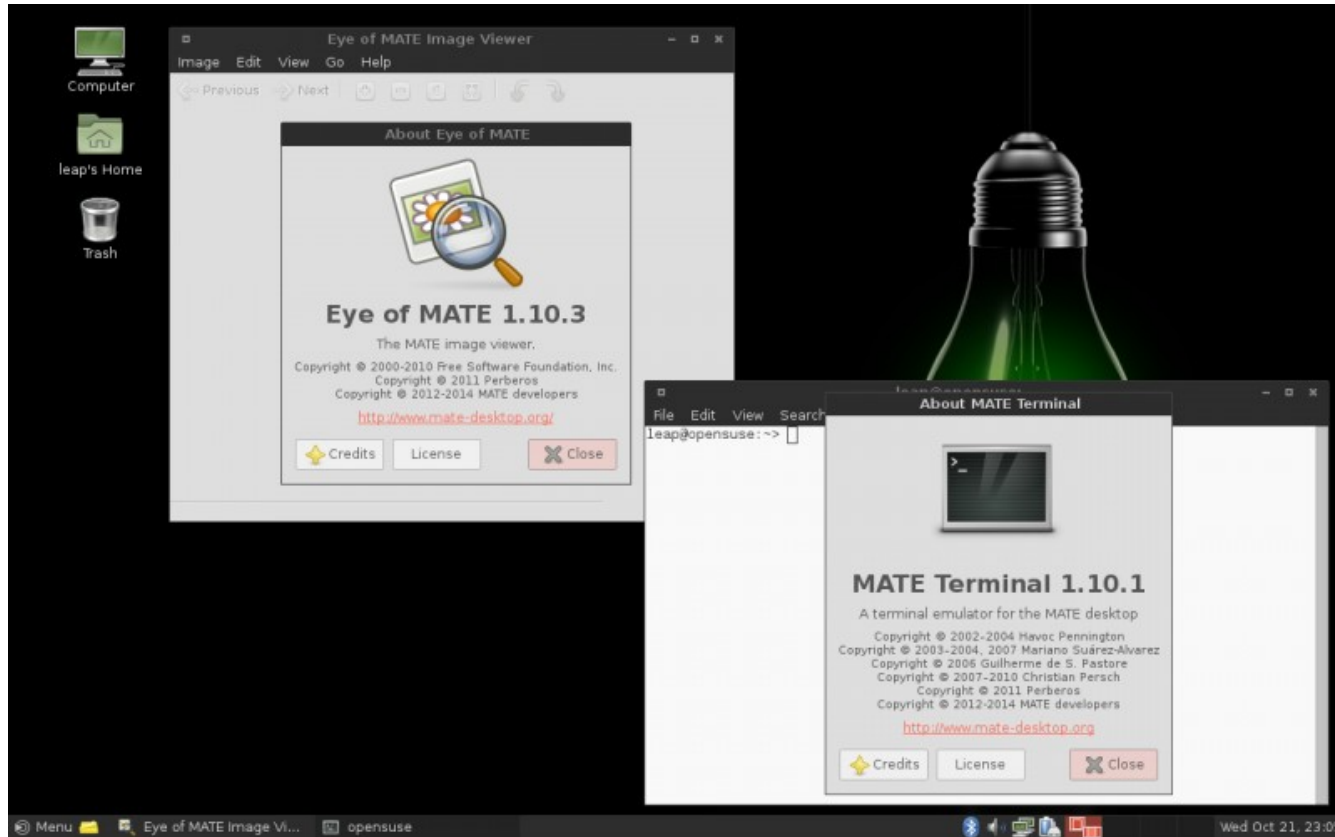 Computer
leap's Home
Trash
Eye of MATE Image Viewer
Image Edit View Go Help
Previous Next
About Eye of MATE
Eye of MATE 1.10.3
The MATE image viewer.
Copyright © 2000-2010 Free Software Foundation, Inc.
Copyright © 2011 Perberos
Copyright © 2012-2014 MATE developers
http://www.mate-desktop.org/
Credits License Close
File Edit View Search
leap@opensuse:~>
About MATE Terminal
>_
MATE Terminal 1.10.1
A terminal emulator for the MATE desktop
Copyright © 2002-2004 Havoc Pennington
Copyright © 2003-2004, 2007 Mariano Suárez-Alvarez
Copyright © 2006 Guilherme de S. Pastore
Copyright © 2007-2010 Christian Persch
Copyright © 2011 Perberos
Copyright © 2012-2014 MATE developers
http://www.mate-desktop.org
Credits License Close
Menu Eye of MATE Image Vi... opensuse Wed Oct 21,